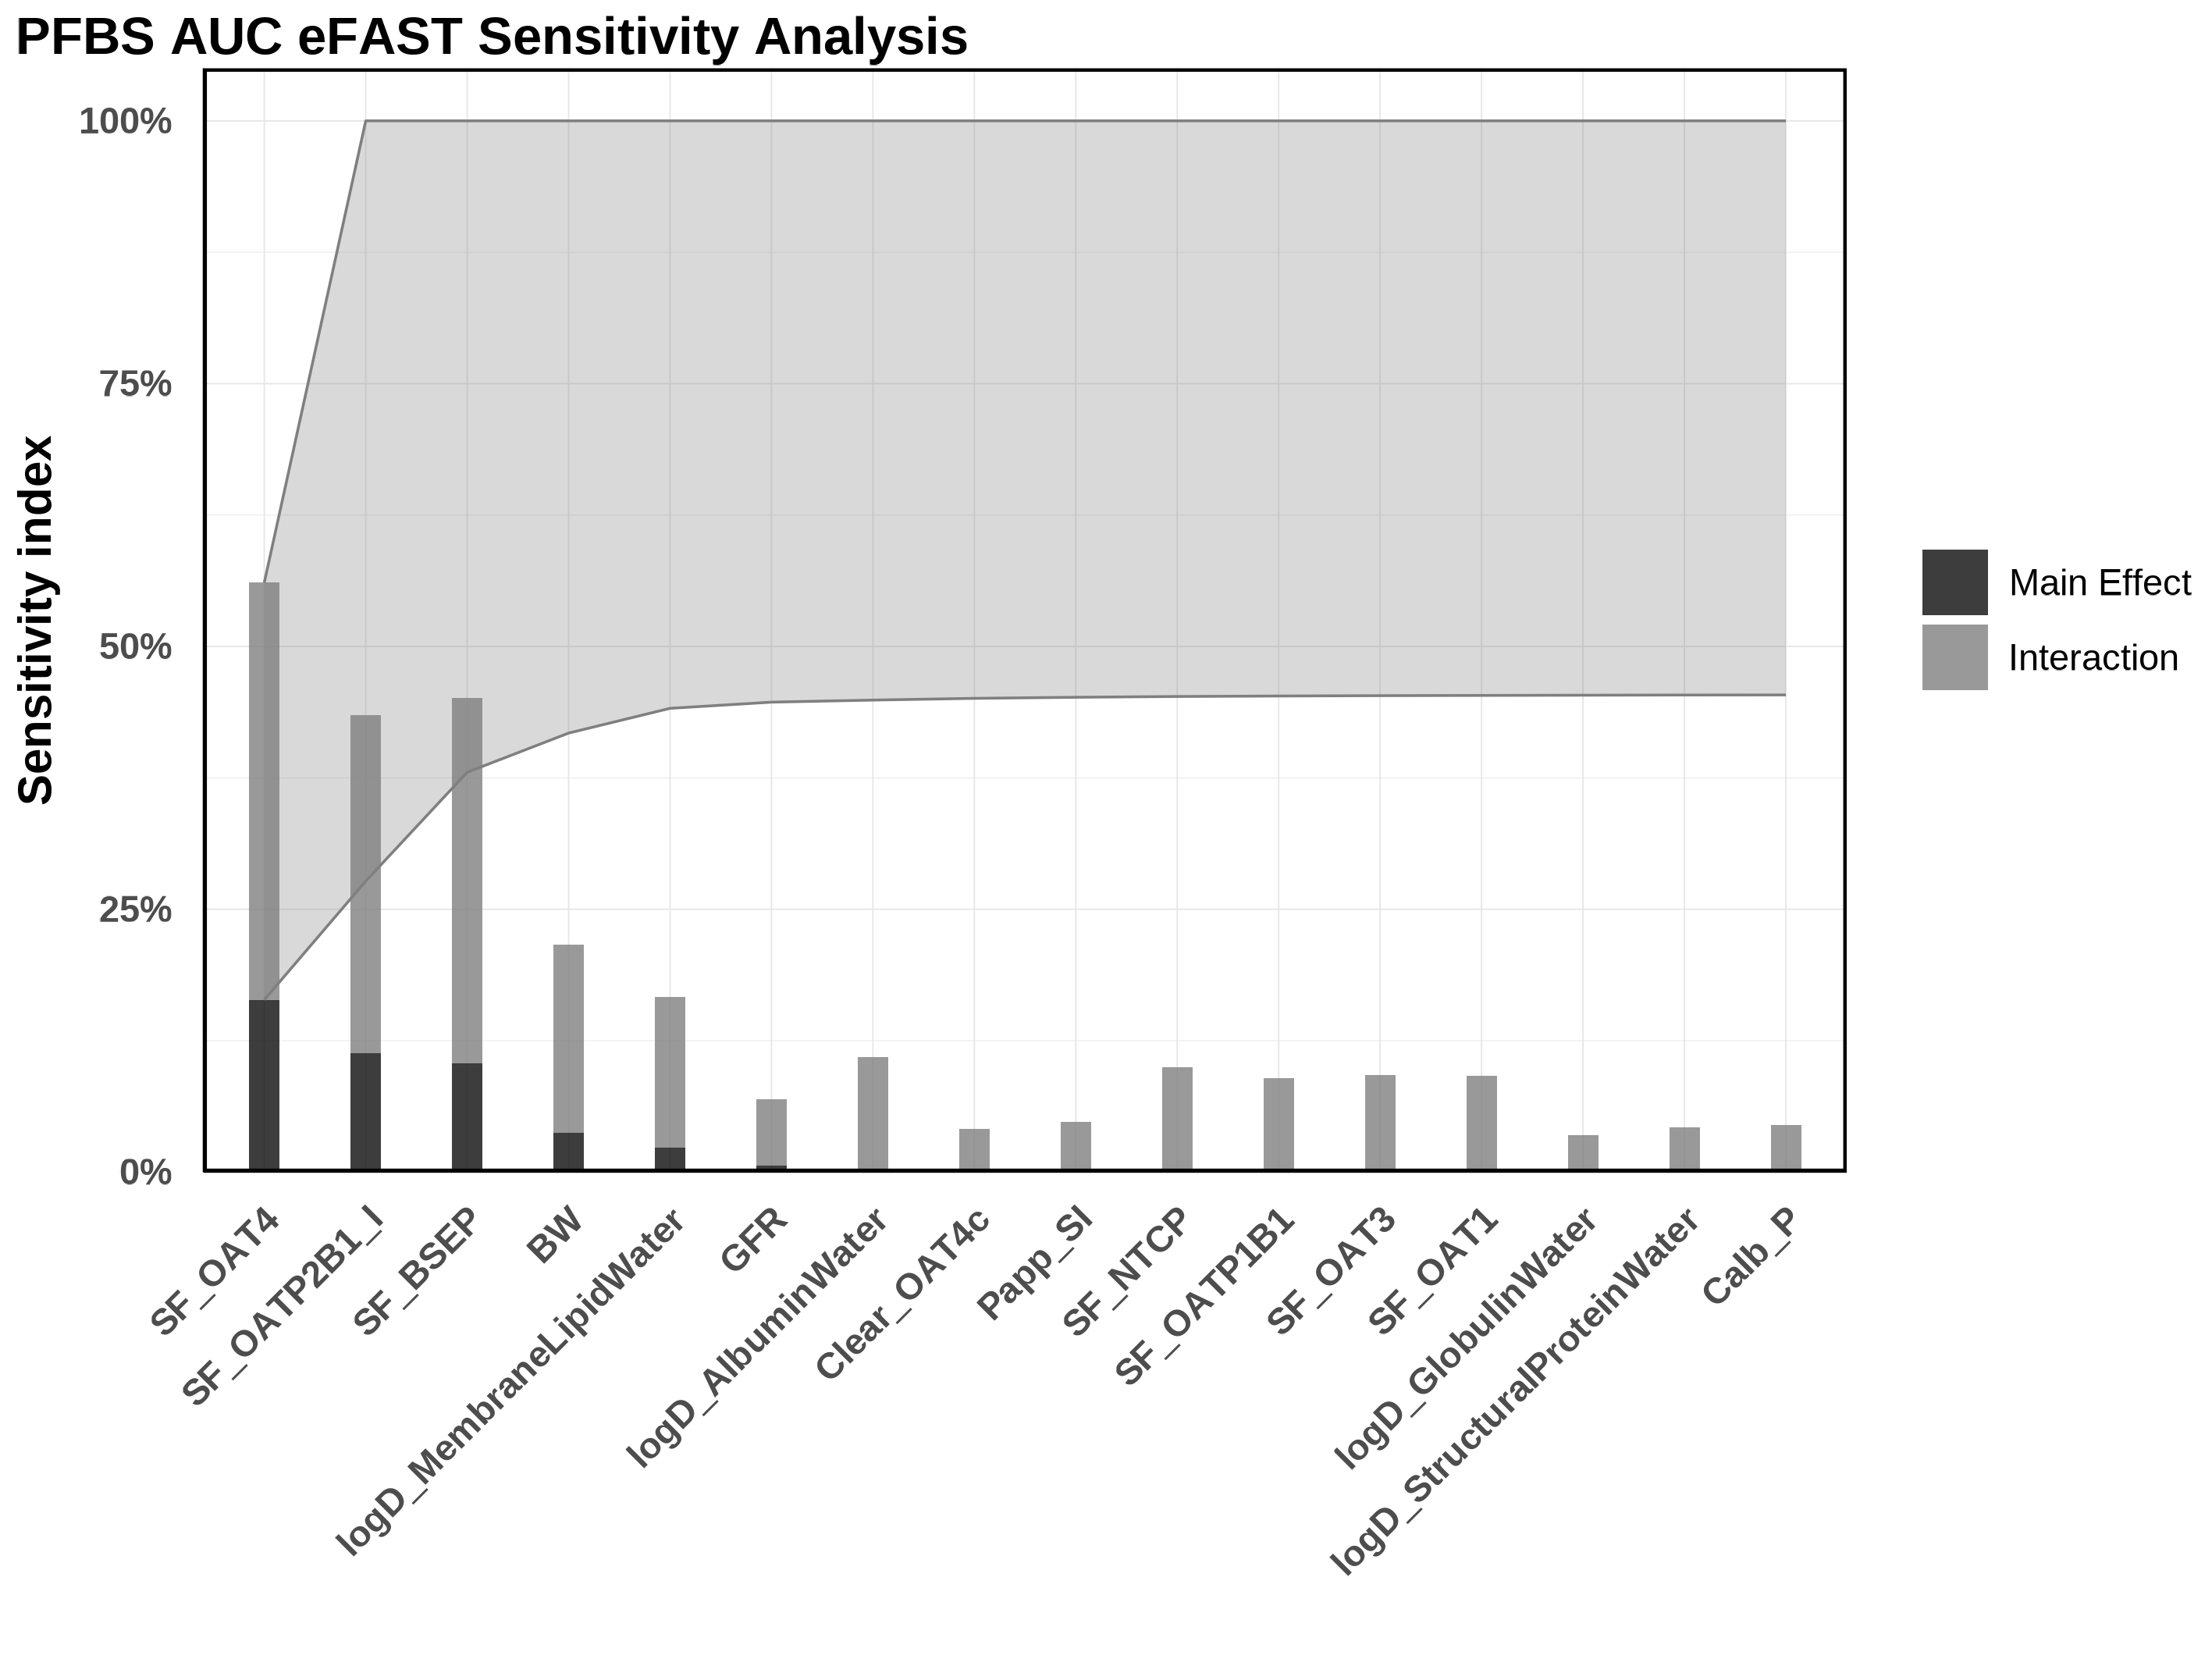 PFBS AUC eFAST Sensitivity Analysis
Sensitivity index
100%
75%
50%
25%
0%
SF_OAT4
SF_OATP2B1_I
SF_BSEP
BW
logD_MembraneLipidWater
GFR
logD_AlbuminWater
Clear_OAT4c
Papp_SI
SF_NTCP
SF_OATP1B1
SF_OAT3
SF_OAT1
logD_GlobulinWater
logD_StructuralProteinWater
Calb_P
Main Effect
Interaction